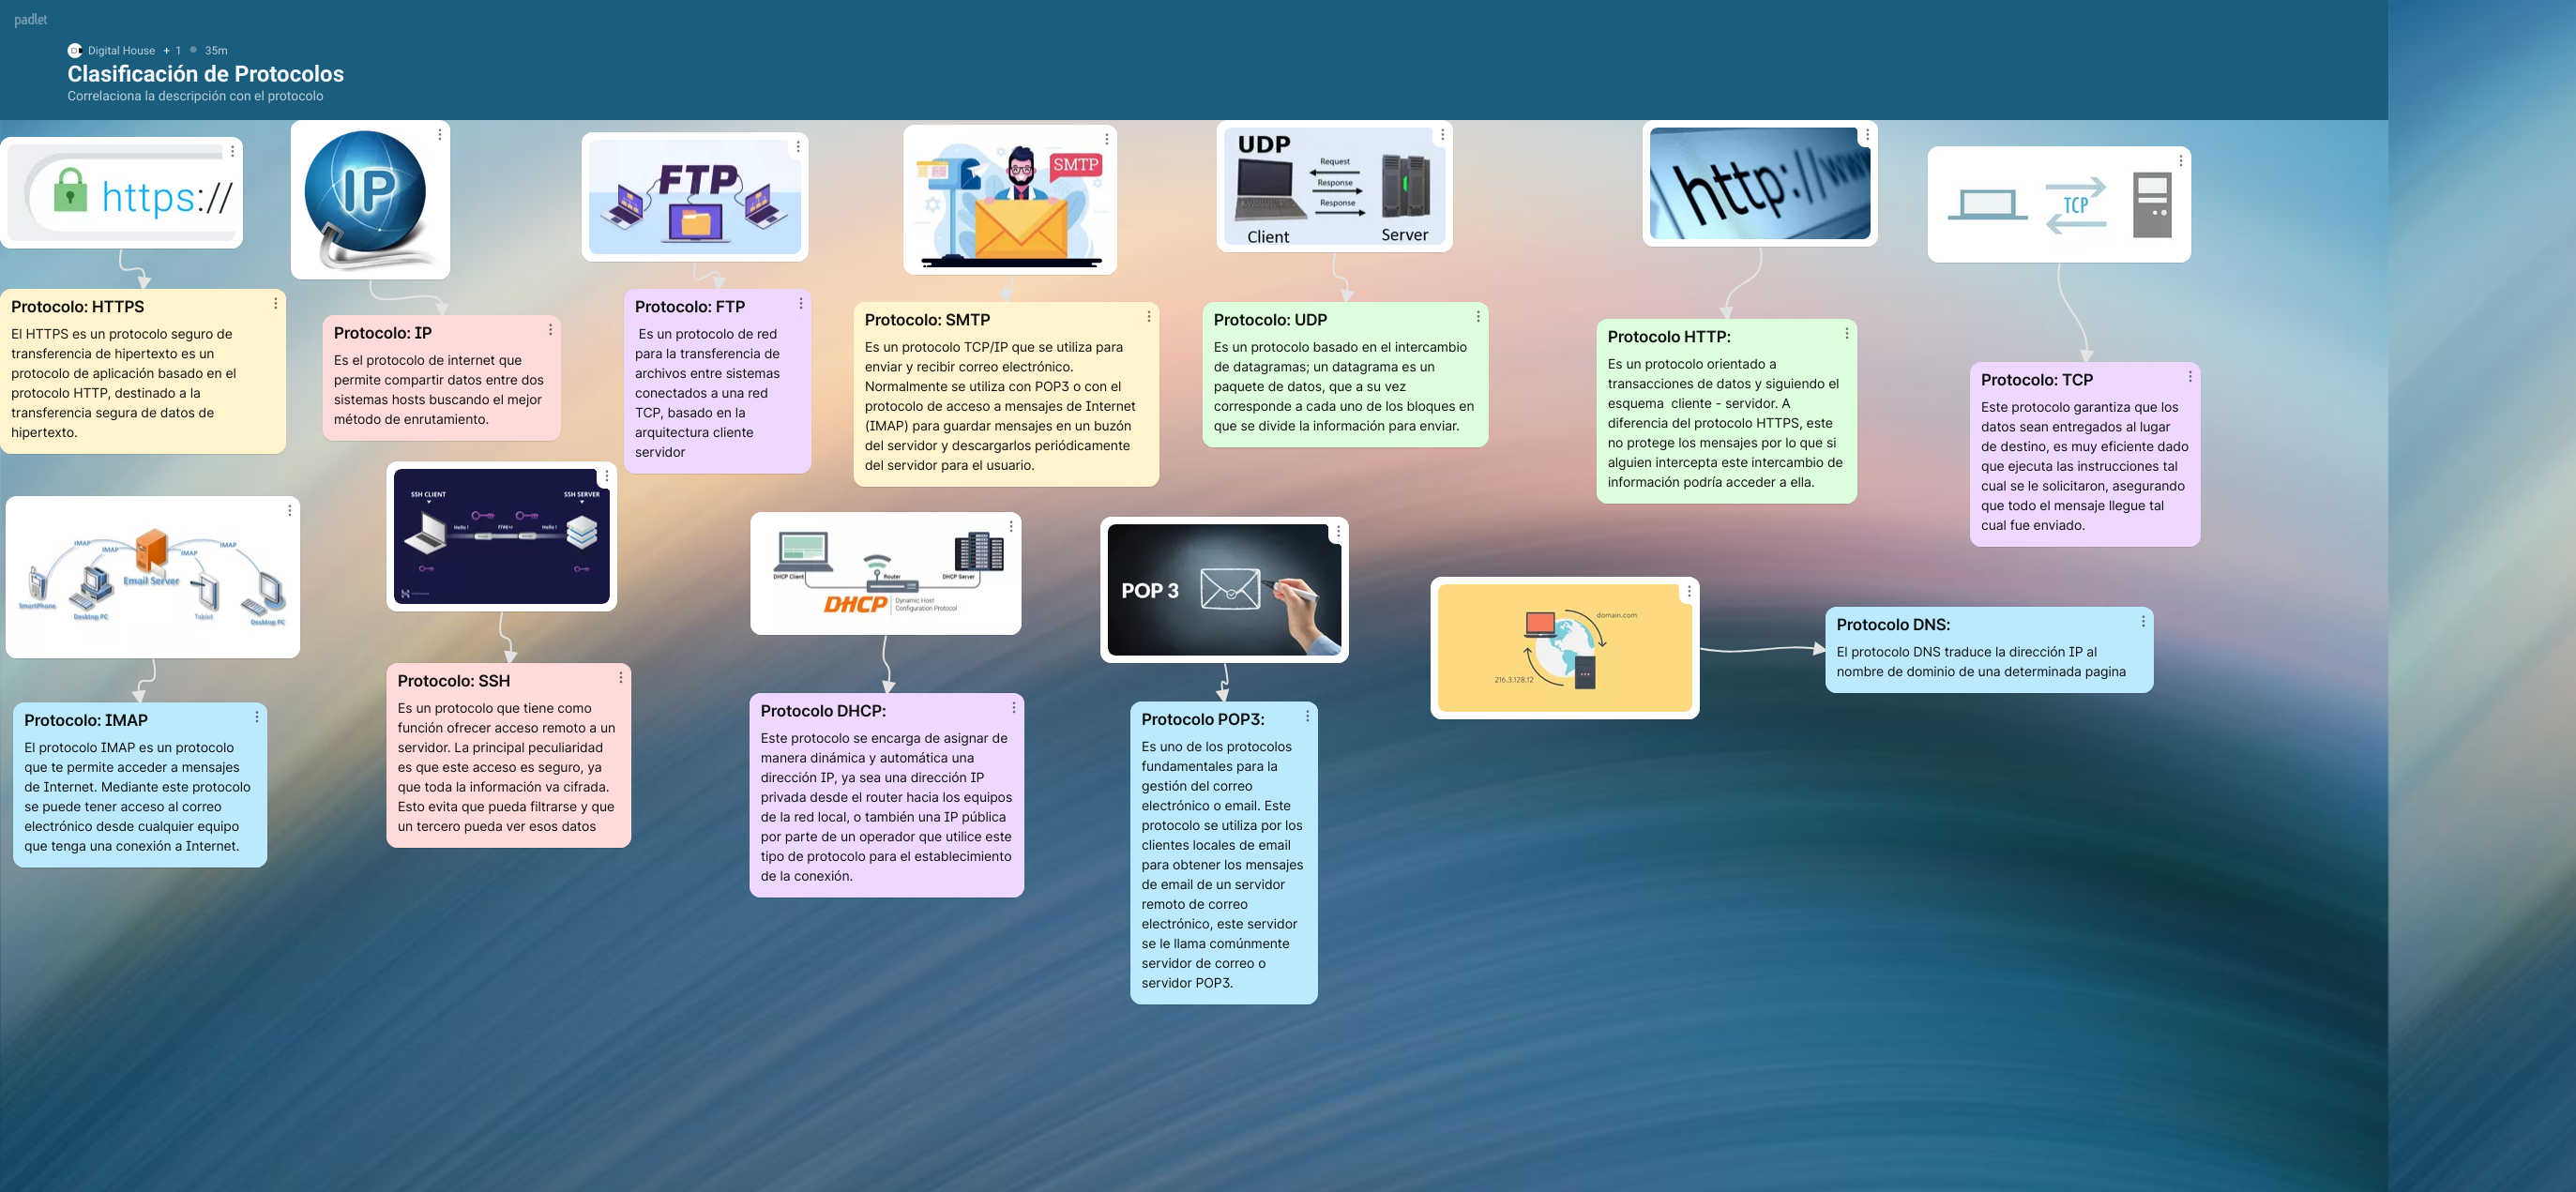 padlet
Digital House + 1 35m
Clasificación de Protocolos
Correlaciona la descripción con el protocolo
https://
Protocolo: HTTPS
El HTTPS es un protocolo seguro de
transferencia de hipertexto es un
protocolo de aplicación basado en el
protocolo HTTP, destinado a la
transferencia segura de datos de
hipertexto.
IP
Protocolo: IP
Es el protocolo de internet que
permite compartir datos entre dos
sistemas hosts buscando el mejor
método de enrutamiento.
FTP
Protocolo: FTP
Es un protocolo de red
para la transferencia de
archivos entre sistemas
conectados a una red
TCP, basado en la
arquitectura cliente
servidor
SMTP
Protocolo: SMTP
Es un protocolo TCP/IP que se utiliza para
enviar y recibir correo electrónico.
Normalmente se utiliza con POP3 o con el
protocolo de acceso a mensajes de Internet
(IMAP) para guardar mensajes en un buzón
del servidor y descargarlos periódicamente
del servidor para el usuario.
UDP
Request
Response
Response
Client
Server
Protocolo: UDP
Es un protocolo basado en el intercambio
de datagramas; un datagrama es un
paquete de datos, que a su vez
corresponde a cada uno de los bloques en
que se divide la información para enviar.
http://www
Protocolo HTTP:
Es un protocolo orientado a
transacciones de datos y siguiendo el
esquema  cliente - servidor. A
diferencia del protocolo HTTPS, este
no protege los mensajes por lo que si
alguien intercepta este intercambio de
información podría acceder a ella.
TCP
Protocolo: TCP
Este protocolo garantiza que los
datos sean entregados al lugar
de destino, es muy eficiente dado
que ejecuta las instrucciones tal
cual se le solicitaron, asegurando
que todo el mensaje llegue tal
cual fue enviado.
IMAP
IMAP
IMAP
IMAP
Email Server
SmartPhone
Desktop PC
Tablet
Desktop PC
Protocolo: IMAP
El protocolo IMAP es un protocolo
que te permite acceder a mensajes
de Internet. Mediante este protocolo
se puede tener acceso al correo
electrónico desde cualquier equipo
que tenga una conexión a Internet.
SSH CLIENT
SSH SERVER
Hello !
Hello !
Protocolo: SSH
Es un protocolo que tiene como
función ofrecer acceso remoto a un
servidor. La principal peculiaridad
es que este acceso es seguro, ya
que toda la información va cifrada.
Esto evita que pueda filtrarse y que
un tercero pueda ver esos datos
DHCP Client
Router
DHCP Server
DHCP
Dynamic Host
Configuration Protocol
Protocolo DHCP:
Este protocolo se encarga de asignar de
manera dinámica y automática una
dirección IP, ya sea una dirección IP
privada desde el router hacia los equipos
de la red local, o también una IP pública
por parte de un operador que utilice este
tipo de protocolo para el establecimiento
de la conexión.
POP 3
Protocolo POP3:
Es uno de los protocolos
fundamentales para la
gestión del correo
electrónico o email. Este
protocolo se utiliza por los
clientes locales de email
para obtener los mensajes
de email de un servidor
remoto de correo
electrónico, este servidor
se le llama comúnmente
servidor de correo o
servidor POP3.
domain.com
216.3.128.12
Protocolo DNS:
El protocolo DNS traduce la dirección IP al
nombre de dominio de una determinada pagina